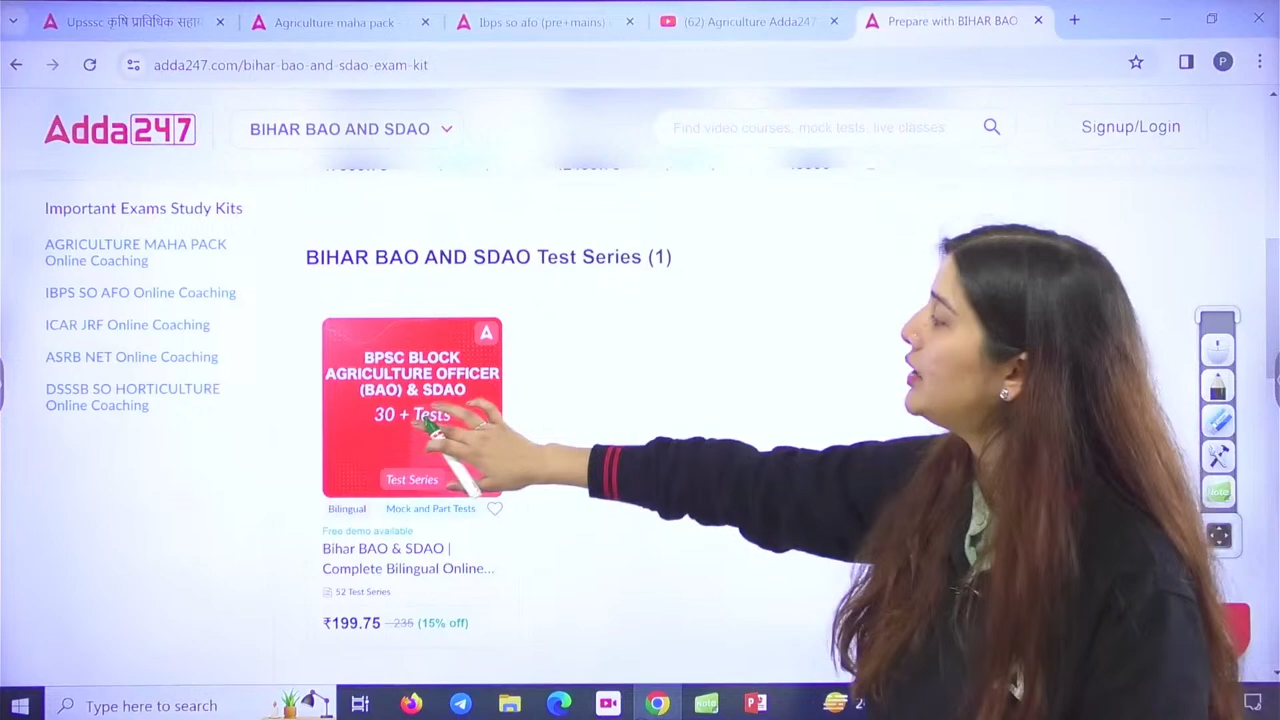 Upsssc कृषि प्राविधिक सहा
Agriculture maha pack
Ibps so afo (pre+mains)
(62) Agriculture Adda247
Prepare with BIHAR BAO
adda247.com/bihar-bao-and-sdao-exam-kit
P
Adda247
BIHAR BAO AND SDAO
Find video courses, mock tests, live classes
Signup/Login
Important Exams Study Kits
AGRICULTURE MAHA PACK
Online Coaching
IBPS SO AFO Online Coaching
ICAR JRF Online Coaching
ASRB NET Online Coaching
DSSSB SO HORTICULTURE
Online Coaching
BIHAR BAO AND SDAO Test Series (1)
BPSC BLOCK
AGRICULTURE OFFICER
(BAO) & SDAO
30 + Tests
Test Series
Bilingual Mock and Part Tests
Free demo available
Bihar BAO & SDAO |
Complete Bilingual Online...
52 Test Series
₹199.75 235 (15% off)
Note
Type here to search
Note